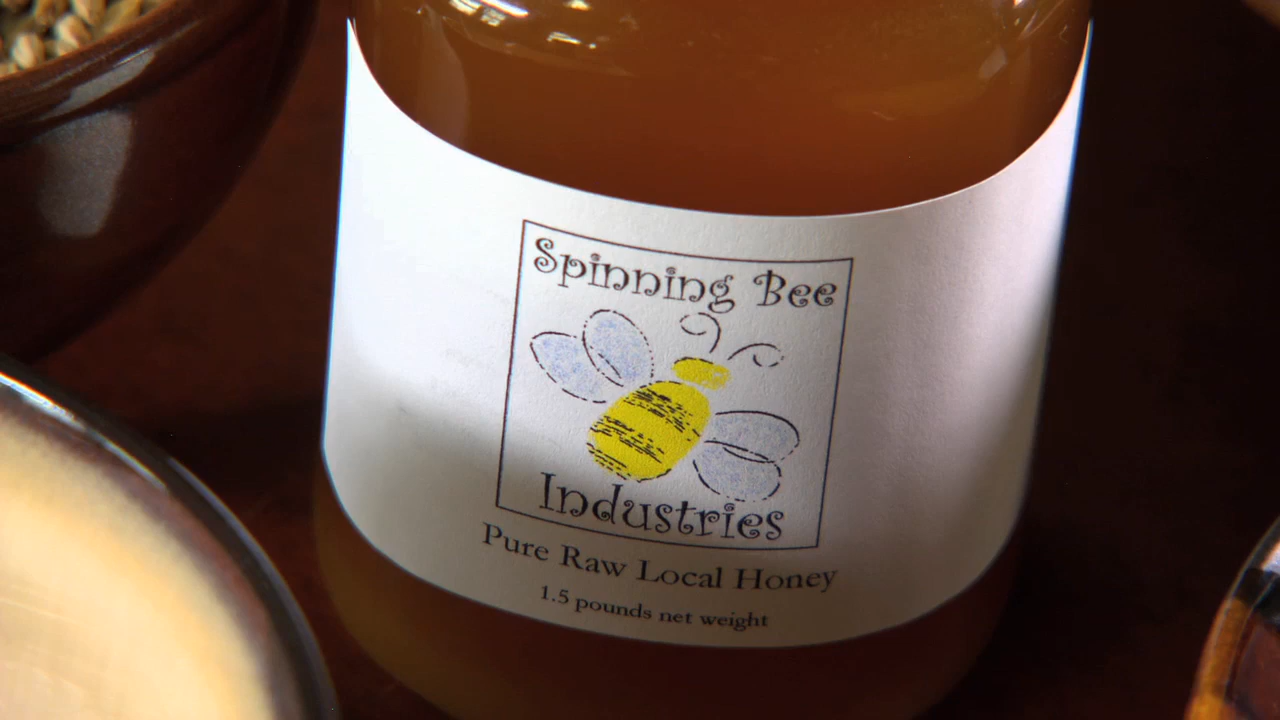 Spinning Bee
Industries
Pure Raw Local Honey
1.5 pounds net weight